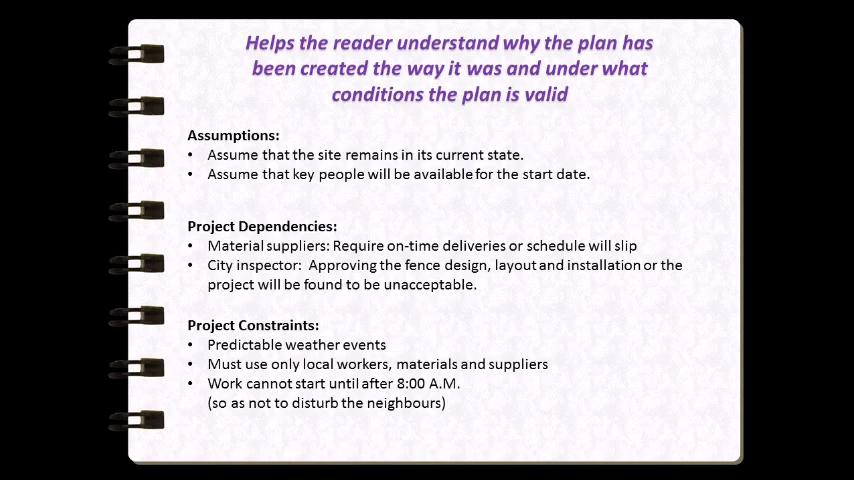 Helps the reader understand why the plan has
been created the way it was and under what
conditions the plan is valid
Assumptions:
• Assume that the site remains in its current state.
• Assume that key people will be available for the start date.
Project Dependencies:
• Material suppliers: Require on-time deliveries or schedule will slip
• City inspector: Approving the fence design, layout and installation or the
project will be found to be unacceptable.
Project Constraints:
• Predictable weather events
• Must use only local workers, materials and suppliers
• Work cannot start until after 8:00 A.M.
(so as not to disturb the neighbours)